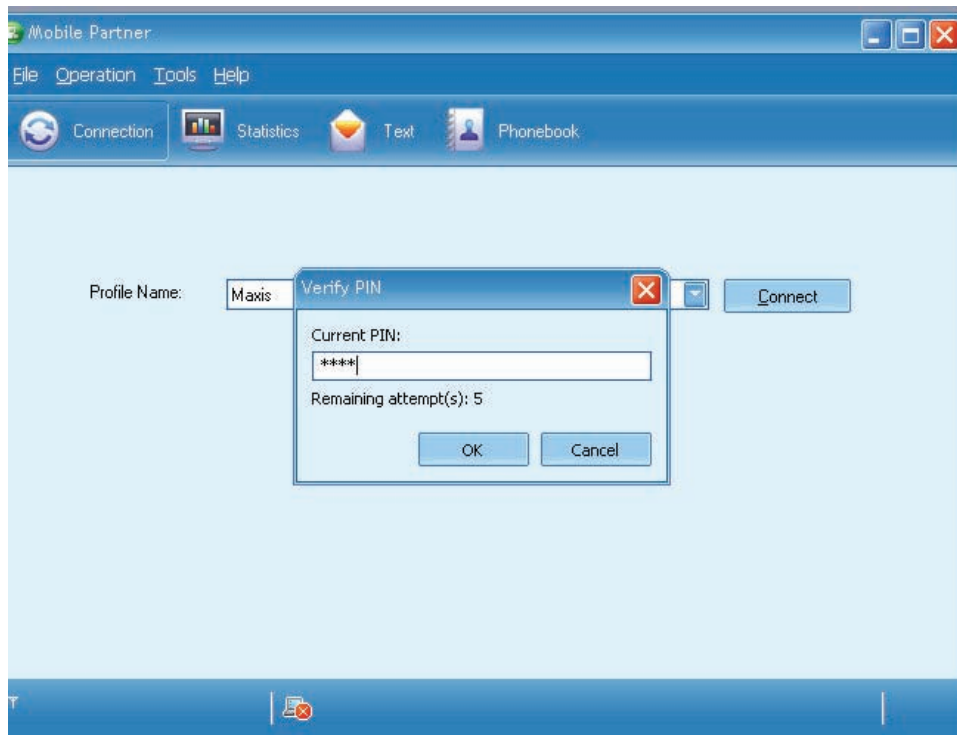 Mobile Partner
File Operation Tools Help
Connection Statistics Text Phonebook
Profile Name: Maxis Connect
Verify PIN
Current PIN:
****
Remaining attempt(s): 5
OK Cancel